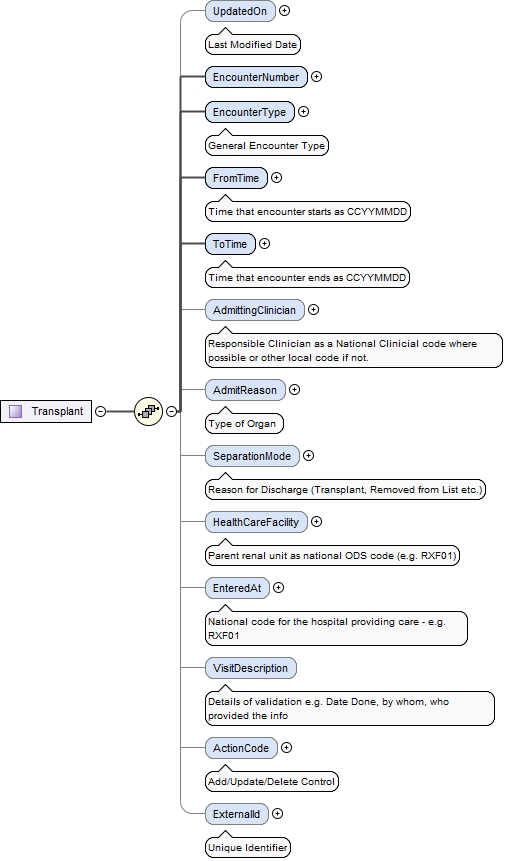 UpdatedOn
Last Modified Date
EncounterNumber
EncounterType
General Encounter Type
FromTime
Time that encounter starts as CCYYMMDD
ToTime
Time that encounter ends as CCYYMMDD
AdmittingClinician
Responsible Clinician as a National Clinicial code where
possible or other local code if not.
AdmitReason
Transplant
Type of Organ
SeparationMode
Reason for Discharge (Transplant, Removed from List etc.)
HealthCareFacility
Parent renal unit as national ODS code (e.g. RXF01)
EnteredAt
National code for the hospital providing care - e.g.
RXF01
VisitDescription
Details of validation e.g. Date Done, by whom, who
provided the info
ActionCode
Add/Update/Delete Control
ExternalId
Unique Identifier